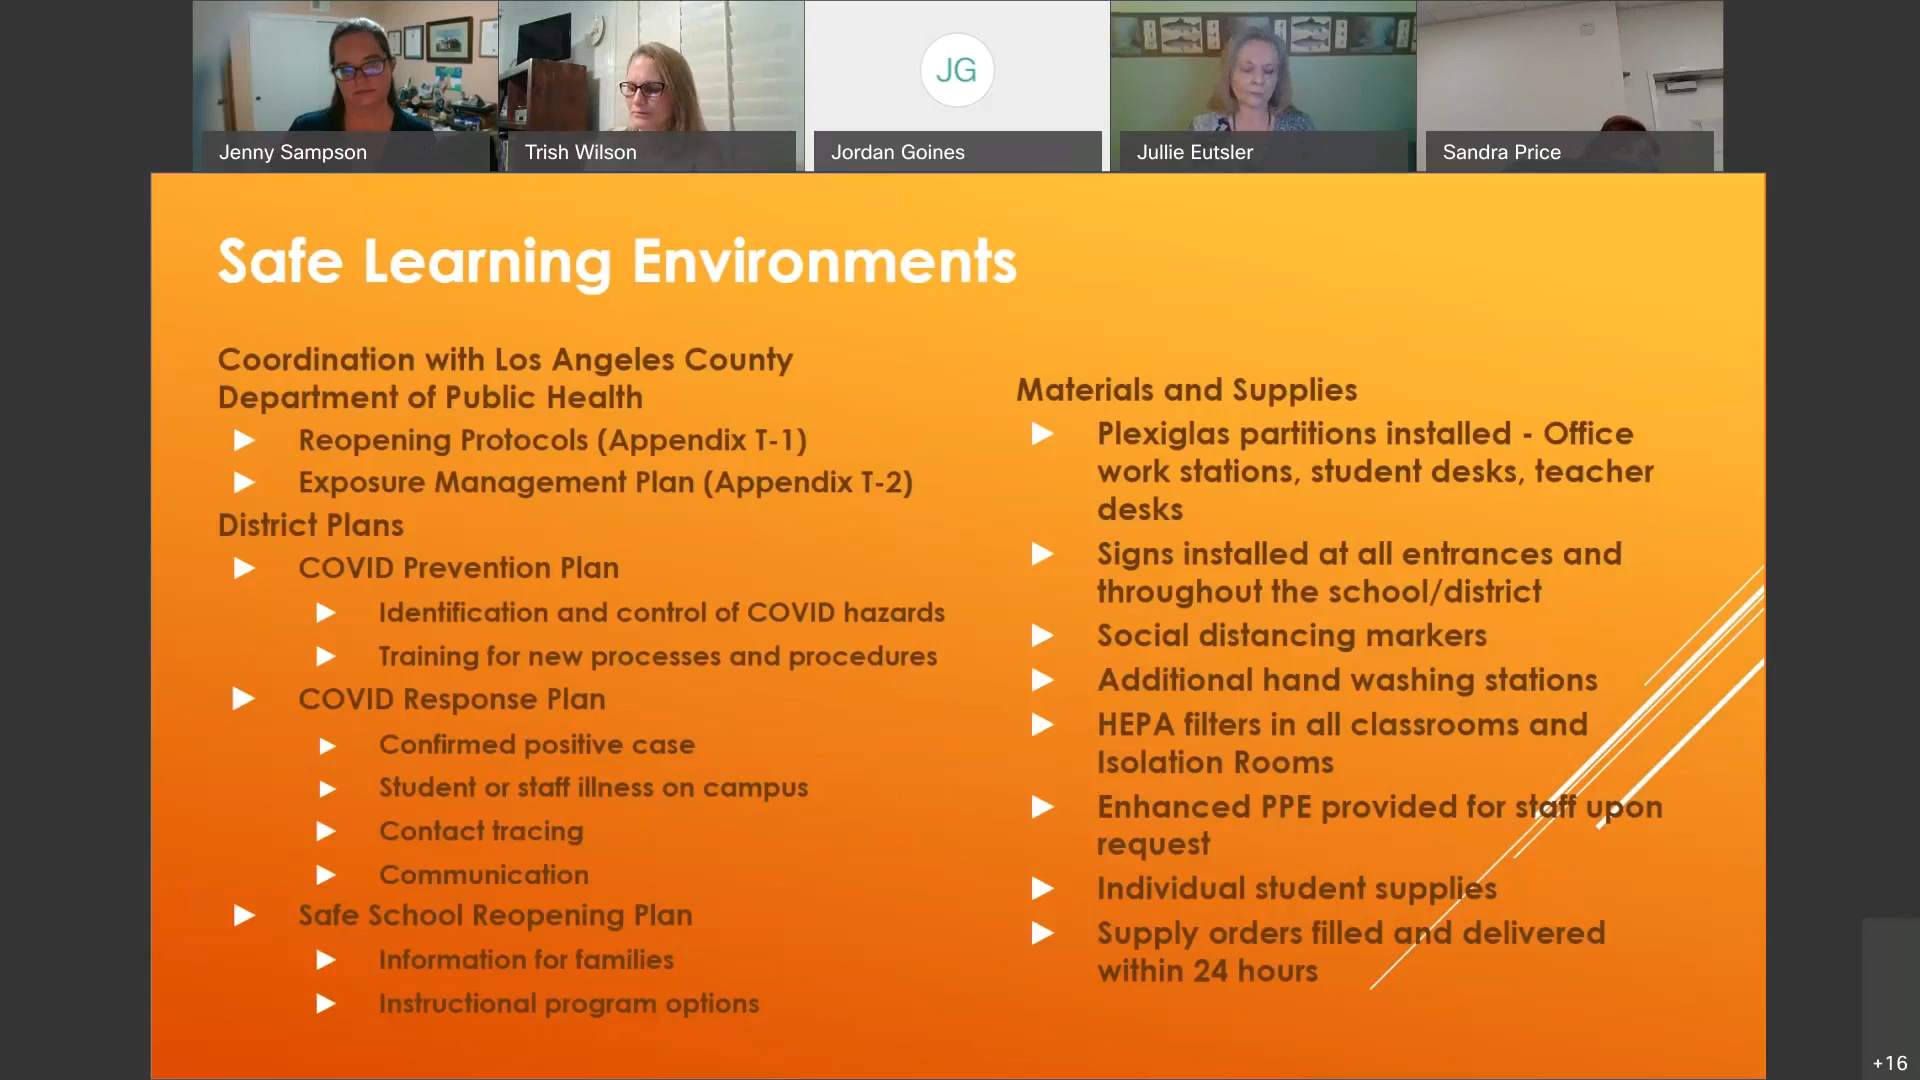 JG
Jenny Sampson
Trish Wilson
Jordan Goines
Jullie Eutsler
Sandra Price
Safe Learning Environments
Coordination with Los Angeles County
Department of Public Health
Reopening Protocols (Appendix T-1)
Exposure Management Plan (Appendix T-2)
District Plans
COVID Prevention Plan
Identification and control of COVID hazards
Training for new processes and procedures
COVID Response Plan
Confirmed positive case
Student or staff illness on campus
Contact tracing
Communication
Safe School Reopening Plan
Information for families
Instructional program options
Materials and Supplies
Plexiglas partitions installed - Office
work stations, student desks, teacher
desks
Signs installed at all entrances and
throughout the school/district
Social distancing markers
Additional hand washing stations
HEPA filters in all classrooms and
Isolation Rooms
Enhanced PPE provided for staff upon
request
Individual student supplies
Supply orders filled and delivered
within 24 hours
+16